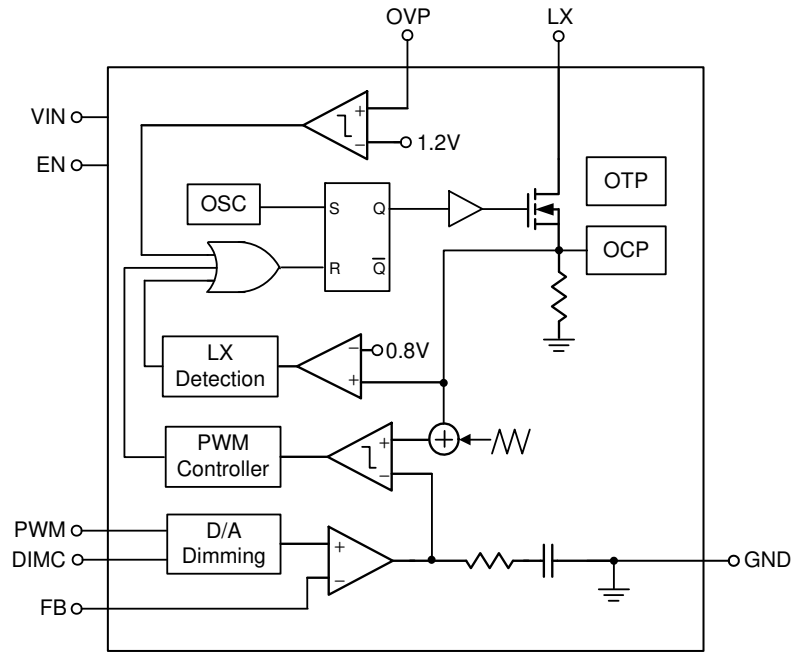 OVP
LX
VIN
EN
+
−
1.2V
OSC
S
Q
R
Q̅
OTP
OCP
LX
Detection
−
+
0.8V
PWM
Controller
+
−
+
PWM
DIMC
D/A
Dimming
+
−
FB
GND